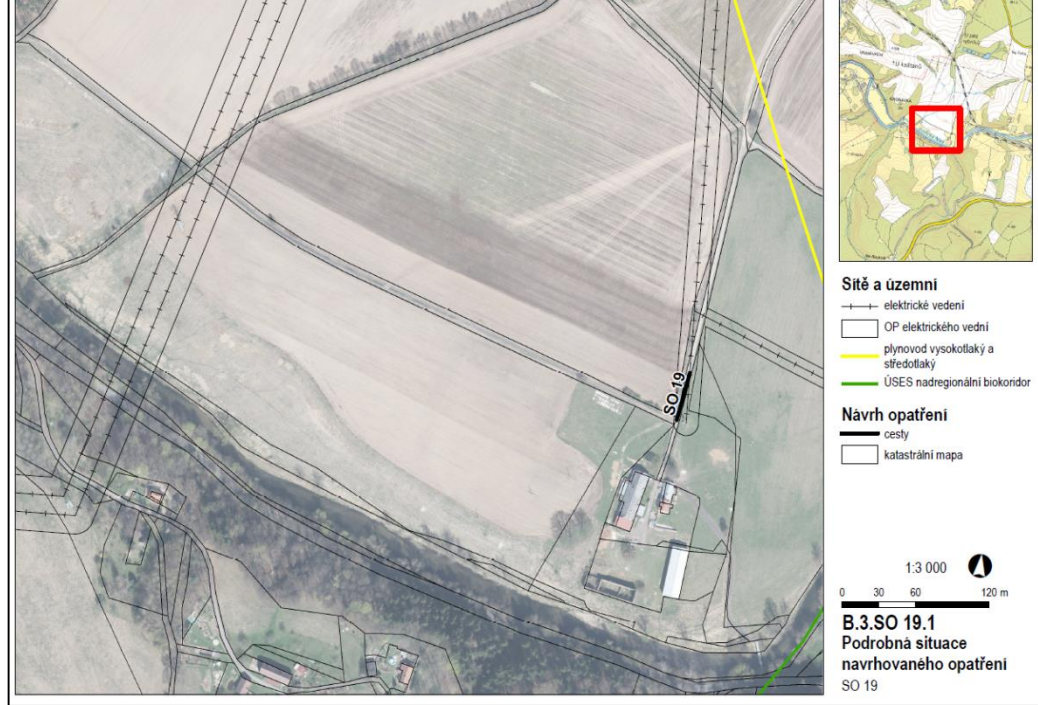 SO 19
Sítě a územní
elektrické vedení
OP elektrického vední
plynovod vysokotlaký a
středotlaký
ÚSES nadregionální biokoridor
Návrh opatření
cesty
katastrální mapa
1:3 000
0 30 60 120 m
B.3.SO 19.1
Podrobná situace
navrhovaného opatření
SO 19